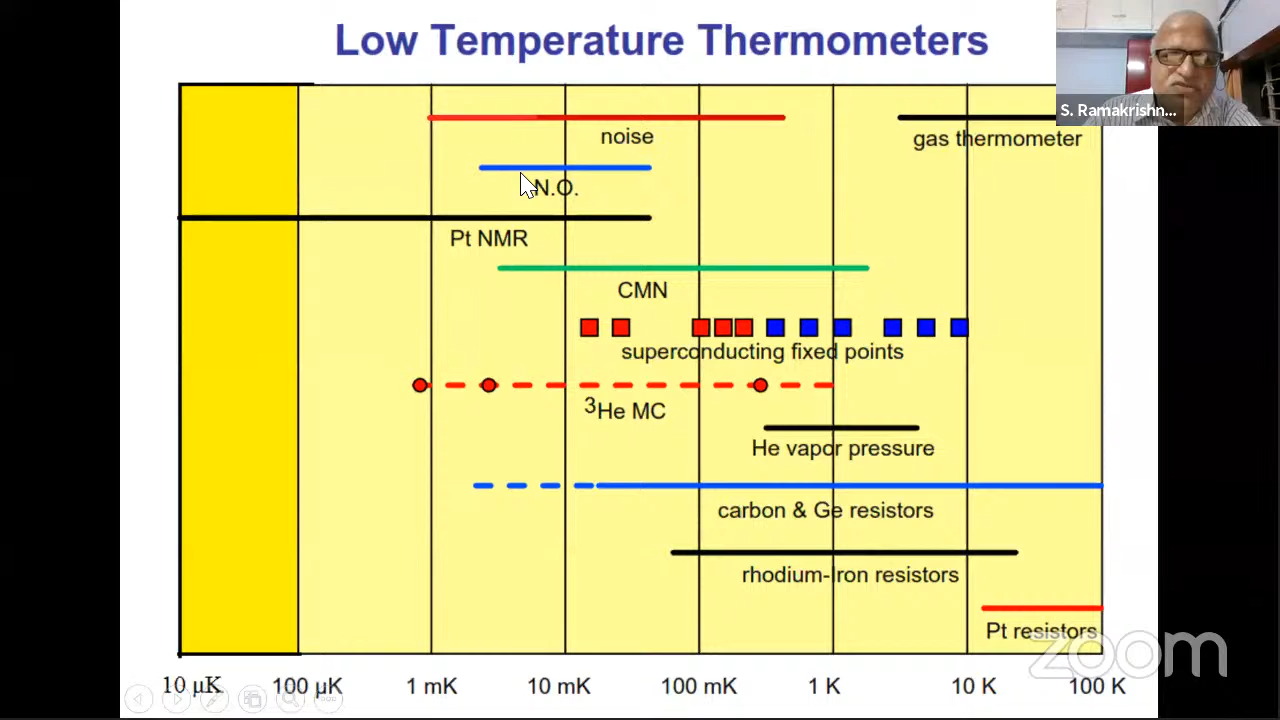 Low Temperature Thermometers
S. Ramakrishn...
noise
gas thermometer
N.O.
Pt NMR
CMN
superconducting fixed points
³He MC
He vapor pressure
carbon & Ge resistors
rhodium-Iron resistors
Pt resistors
zoom
10 µK 100 µK 1 mK 10 mK 100 mK 1 K 10 K 100 K